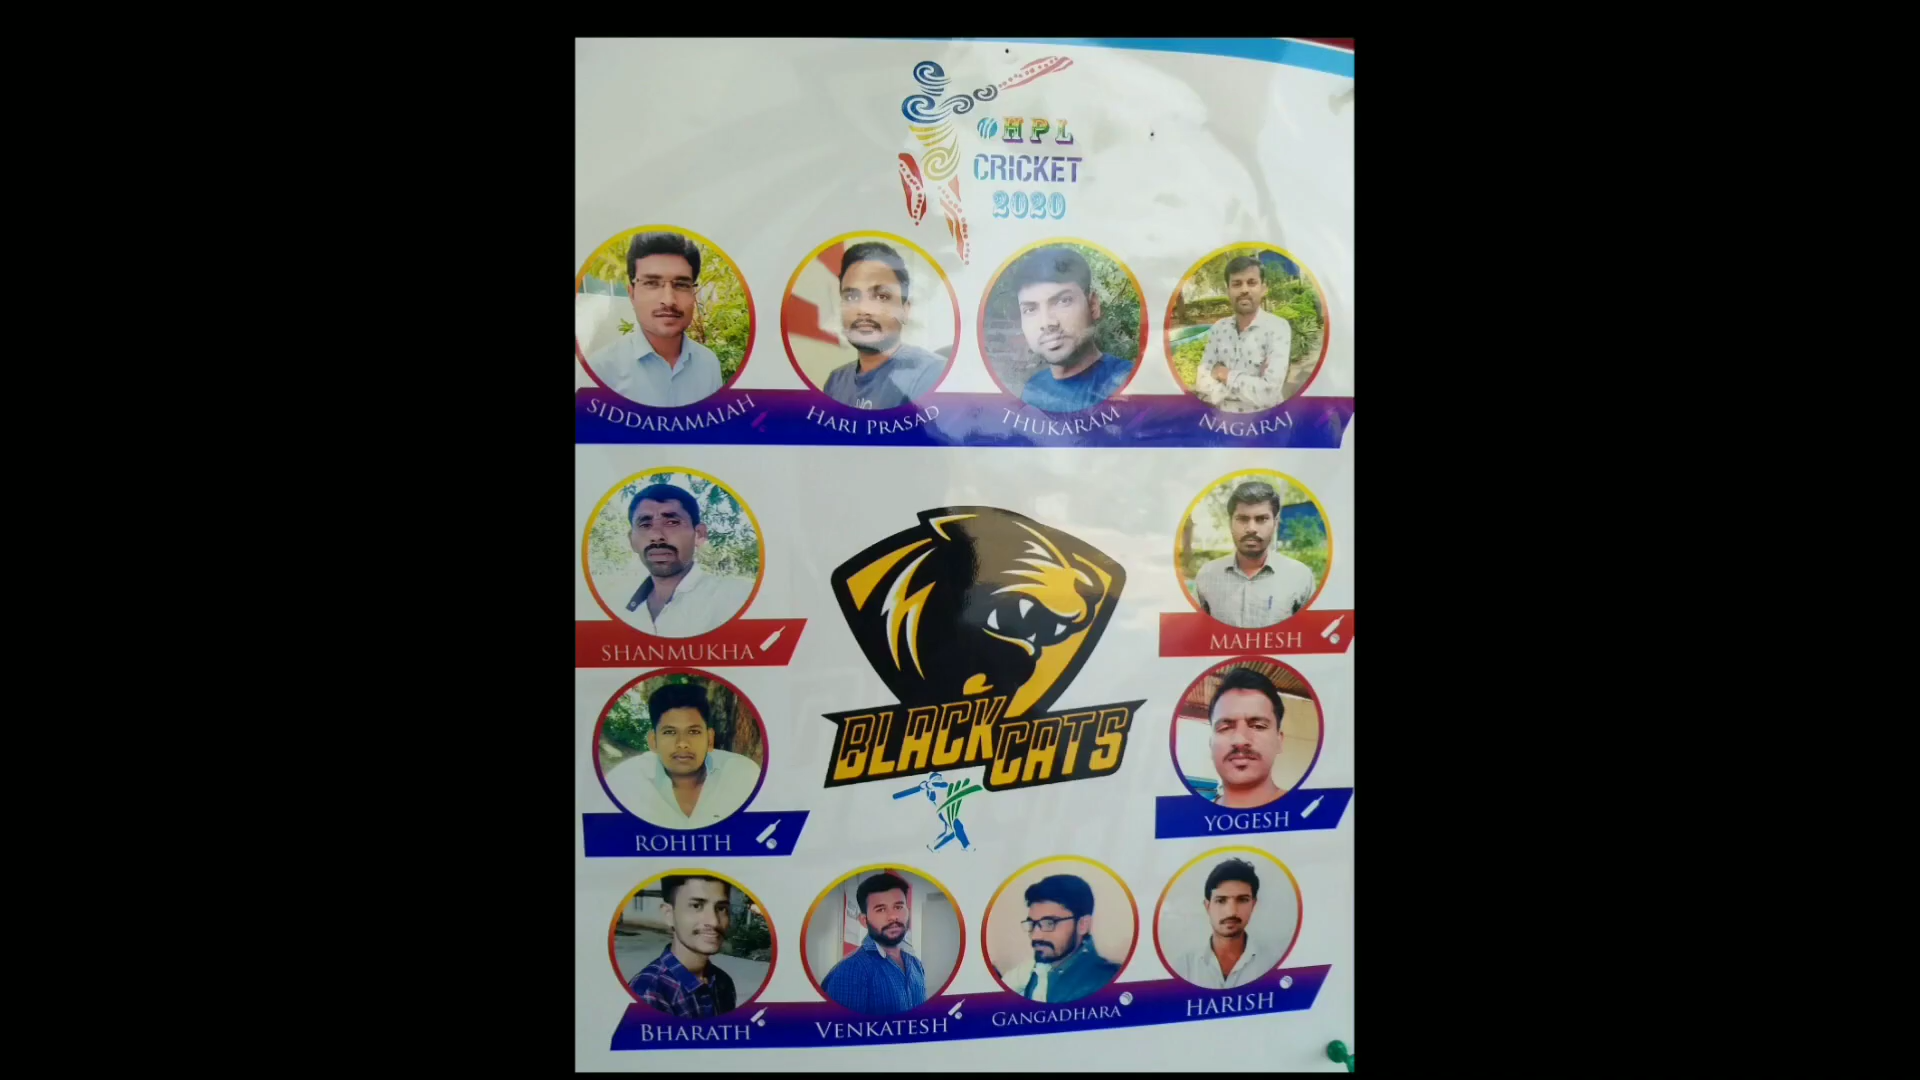 HPL
CRICKET
2020
SIDDARAMAIAH
HARI PRASAD
THUKARAM
NAGARAJ
SHANMUKHA
MAHESH
BLACK CATS
ROHITH
YOGESH
BHARATH
VENKATESH
GANGADHARA
HARISH